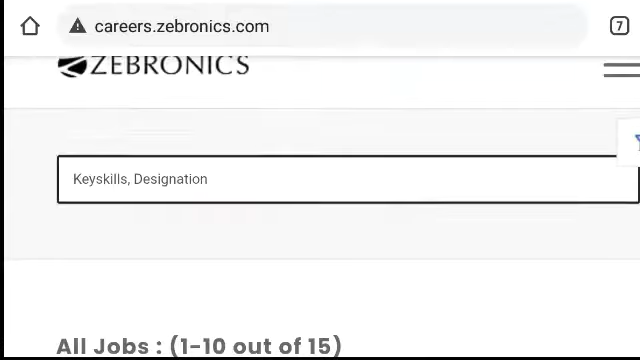 careers.zebronics.com
7
ZEBRONICS
Keyskills, Designation
All Jobs : (1-10 out of 15)